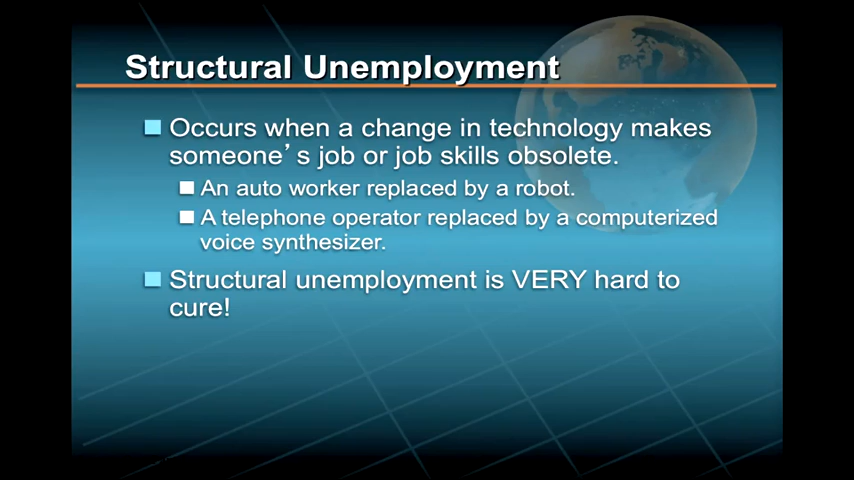 Structural Unemployment
Occurs when a change in technology makes
someone's job or job skills obsolete.
An auto worker replaced by a robot.
A telephone operator replaced by a computerized
voice synthesizer.
Structural unemployment is VERY hard to
cure!